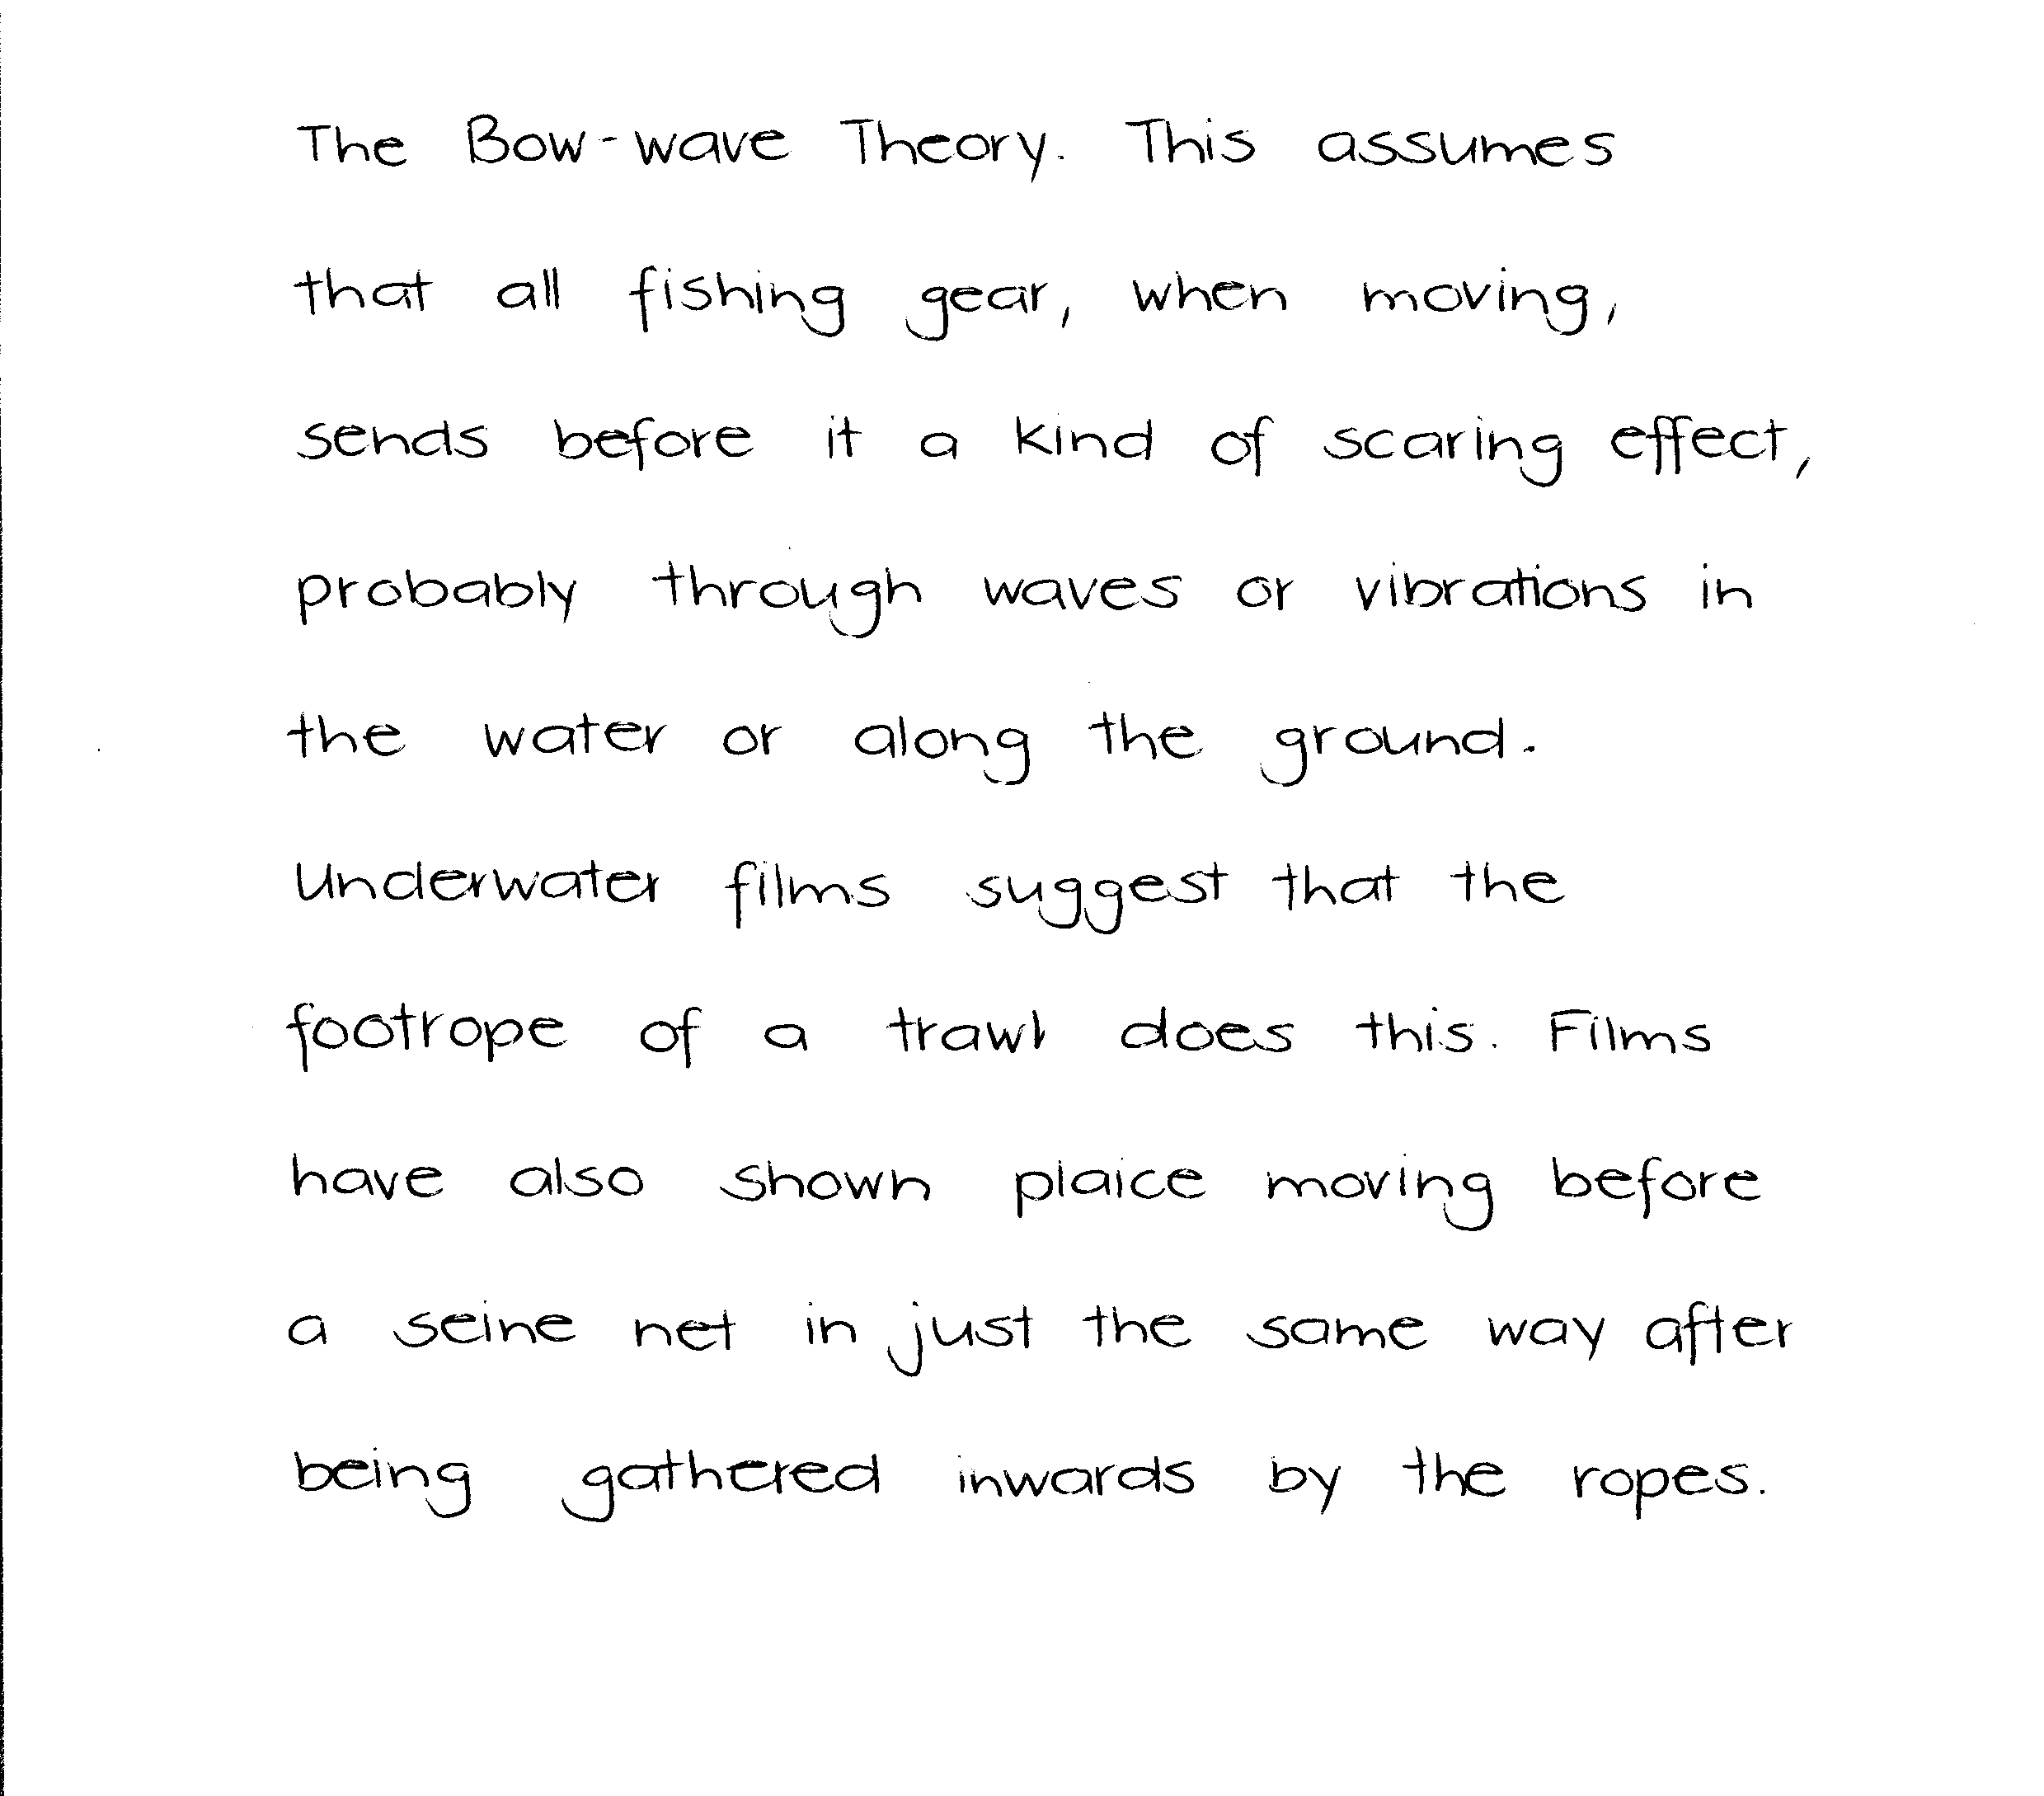 The Bow-wave Theory. This assumes
that all fishing gear, when moving,
sends before it a kind of scaring effect,
probably through waves or vibrations in
the water or along the ground.
Underwater films suggest that the
footrope of a trawl does this. Films
have also shown plaice moving before
a seine net in just the same way after
being gathered inwards by the ropes.